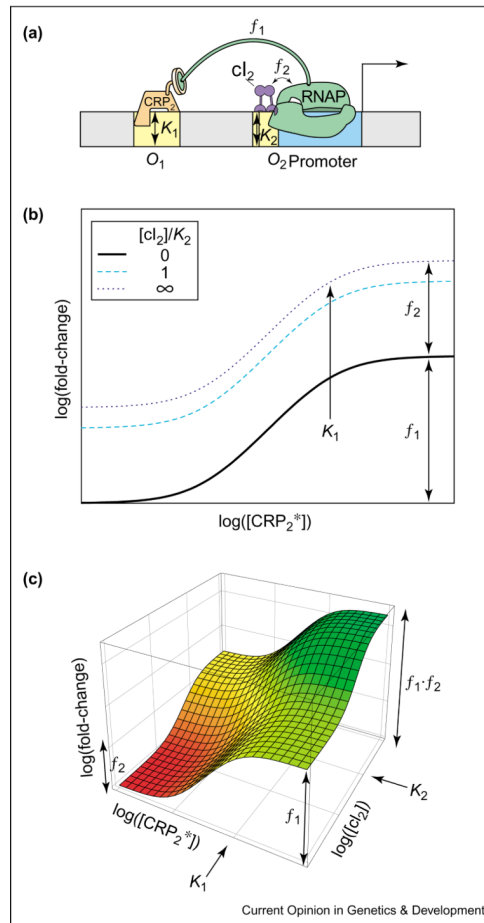 (a)
f₁
cI₂
f₂
CRP₂
RNAP
K₁
K₂
O₁
O₂ Promoter
(b)
[cI₂]/K₂
0
1
∞
log(fold-change)
f₂
K₁
f₁
log([CRP₂*])
(c)
log(fold-change)
f₁·f₂
f₂
K₂
log([CRP₂*])
f₁
log([cI₂])
K₁
Current Opinion in Genetics & Development